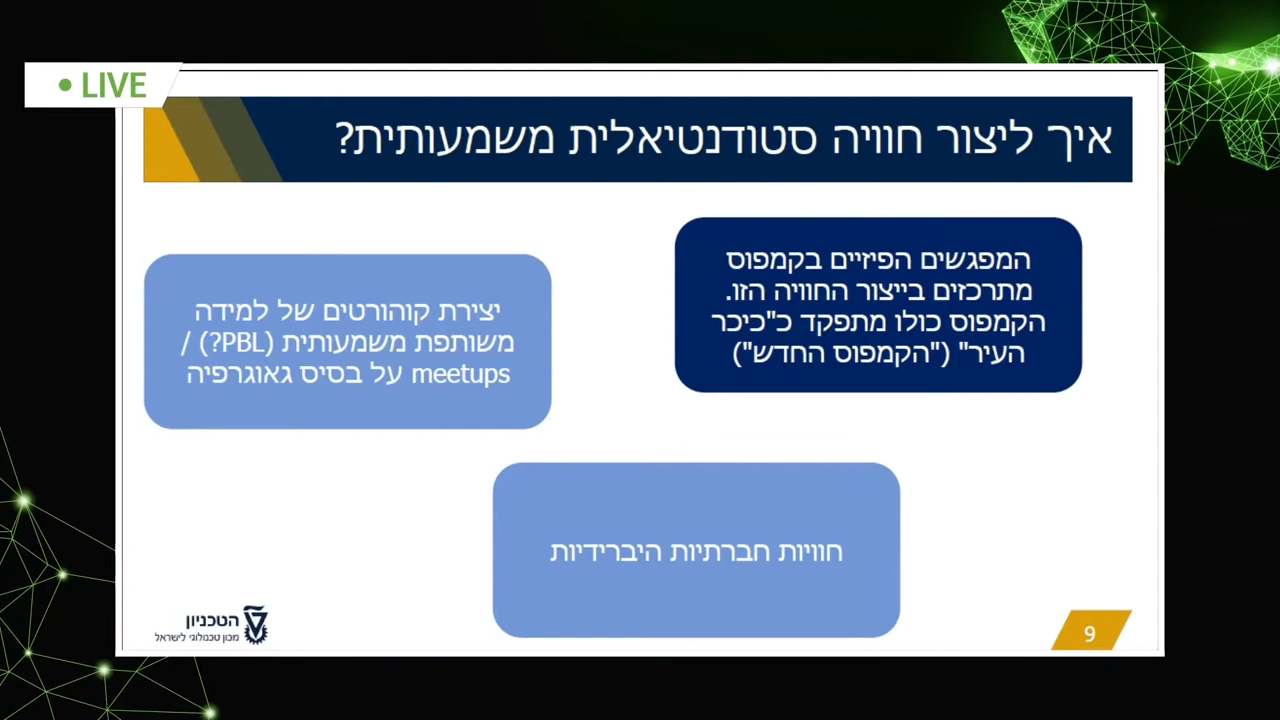 • LIVE
איך ליצור חוויה סטודנטיאלית משמעותית?
המפגשים הפיזיים בקמפוס
מתרכזים בייצור החוויה הזו.
הקמפוס כולו מתפקד כ"כיכר
העיר" ("הקמפוס החדש")
יצירת קוהורטים של למידה
משותפת משמעותית (PBL?) /
meetups על בסיס גאוגרפיה
חוויות חברתיות היברידיות
הטכניון
מכון טכנולוגי לישראל
9